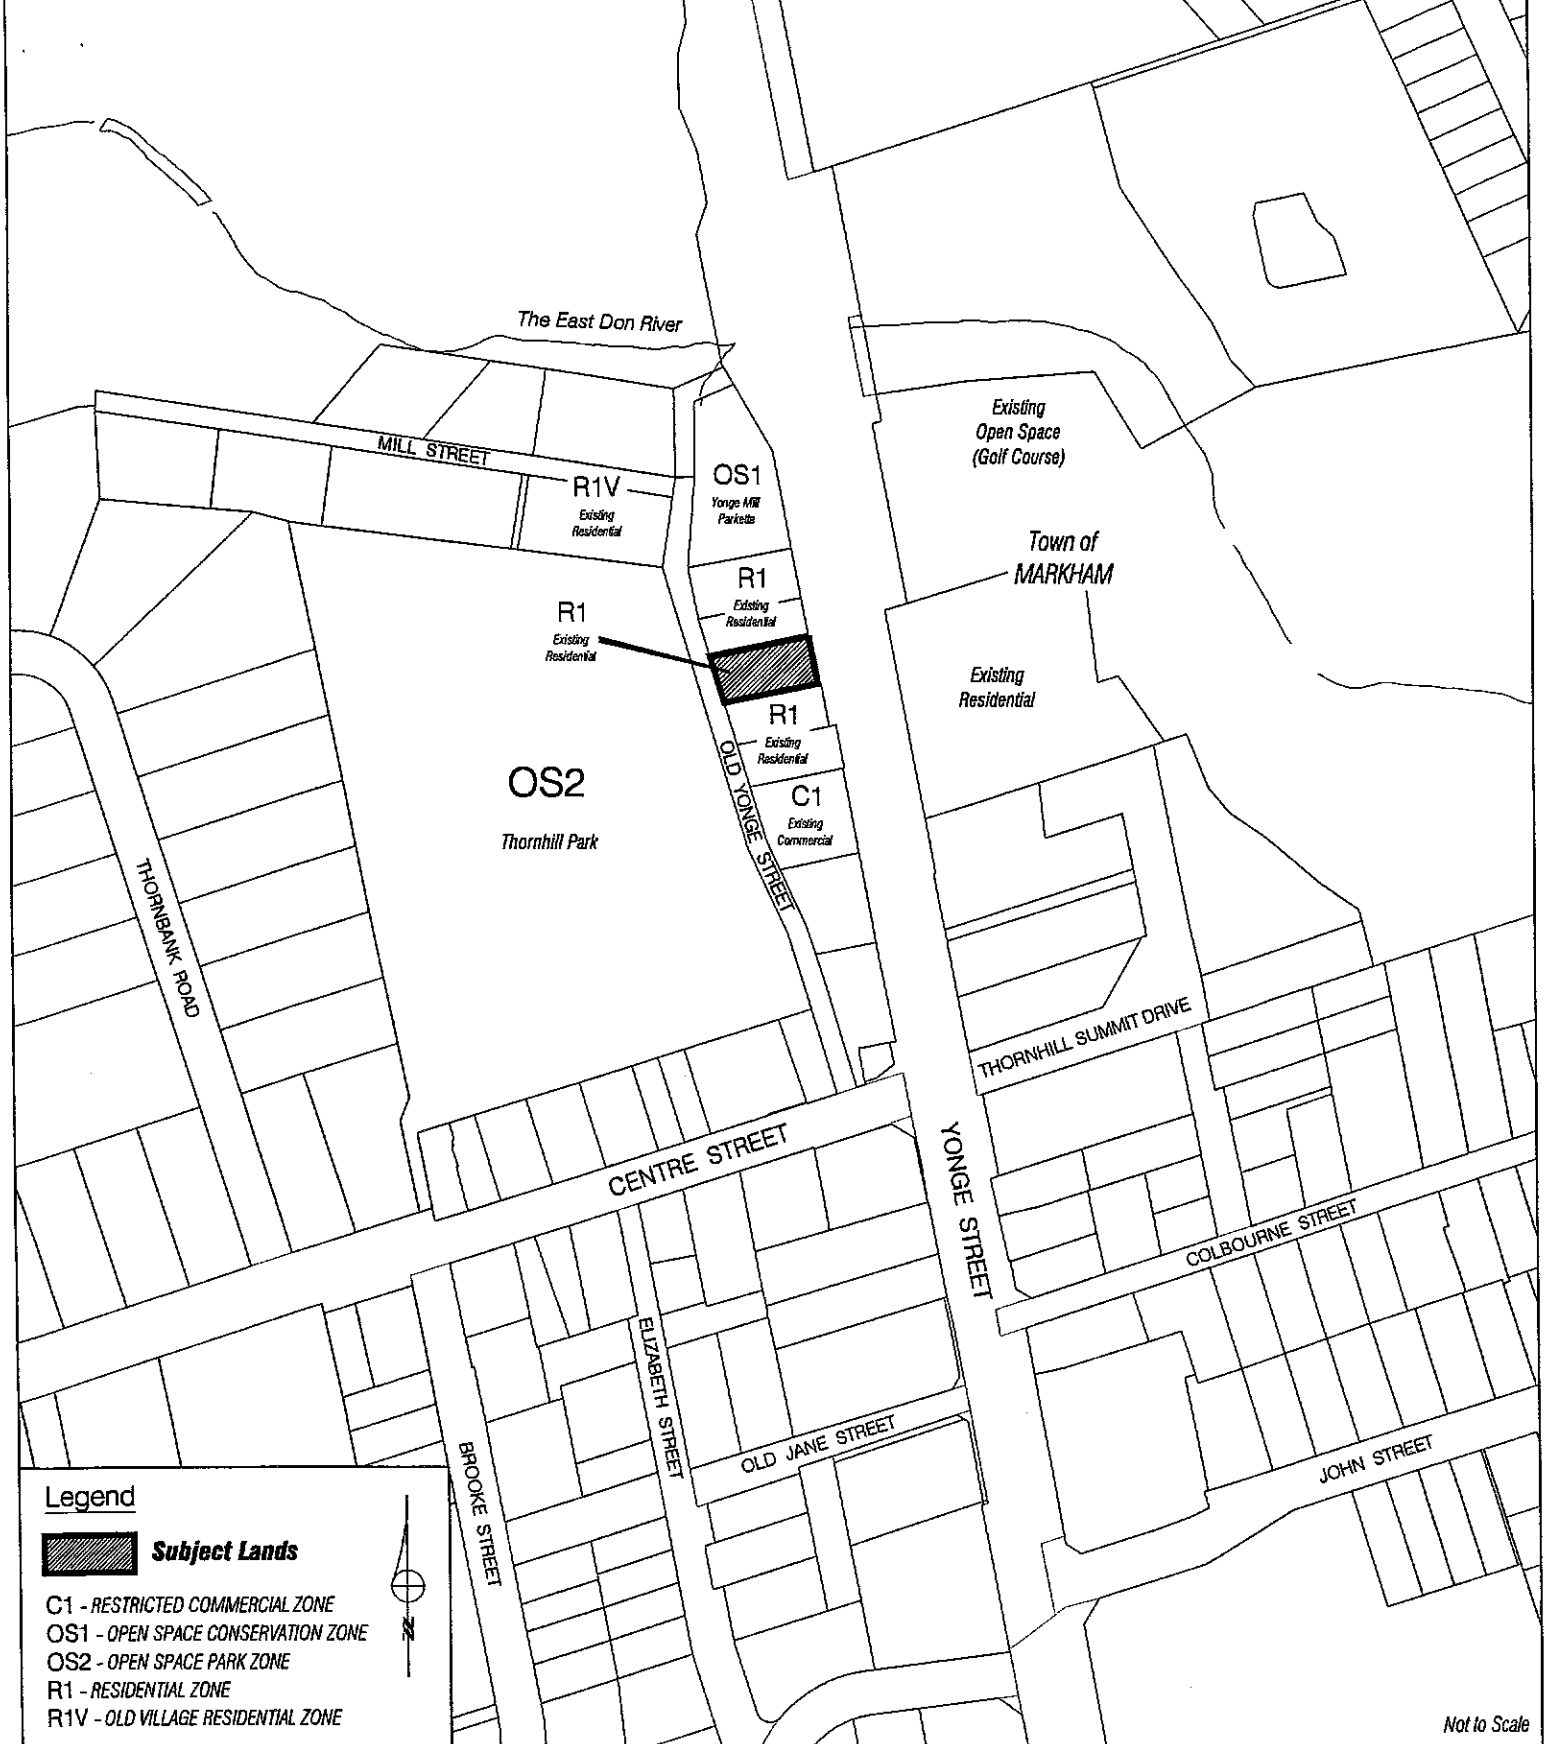 The East Don River
MILL STREET
R1V
Existing
Residential
OS1
Yonge Mill
Parkette
Existing
Open Space
(Golf Course)
Town of
MARKHAM
R1
Existing
Residential
R1
Existing
Residential
Existing
Residential
R1
Existing
Residential
OLD YONGE STREET
C1
Existing
Commercial
OS2
Thornhill Park
THORNBANK ROAD
THORNHILL SUMMIT DRIVE
CENTRE STREET
YONGE STREET
COLBOURNE STREET
ELIZABETH STREET
OLD JANE STREET
BROOKE STREET
JOHN STREET
Legend
Subject Lands
C1 - RESTRICTED COMMERCIAL ZONE
OS1 - OPEN SPACE CONSERVATION ZONE
OS2 - OPEN SPACE PARK ZONE
R1 - RESIDENTIAL ZONE
R1V - OLD VILLAGE RESIDENTIAL ZONE
N
Not to Scale